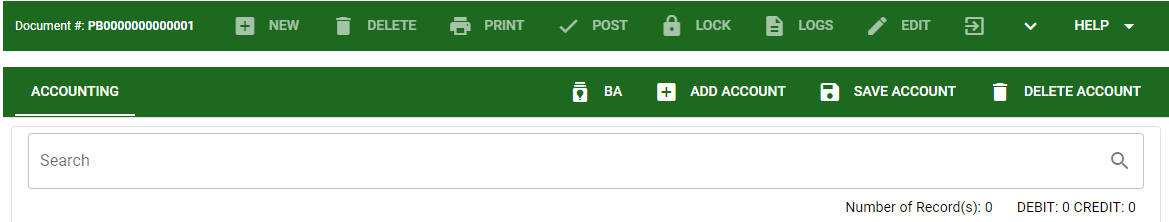 Document #: PB0000000000001 NEW DELETE PRINT POST LOCK LOGS EDIT HELP
ACCOUNTING BA ADD ACCOUNT SAVE ACCOUNT DELETE ACCOUNT
Search
Number of Record(s): 0 DEBIT: 0 CREDIT: 0